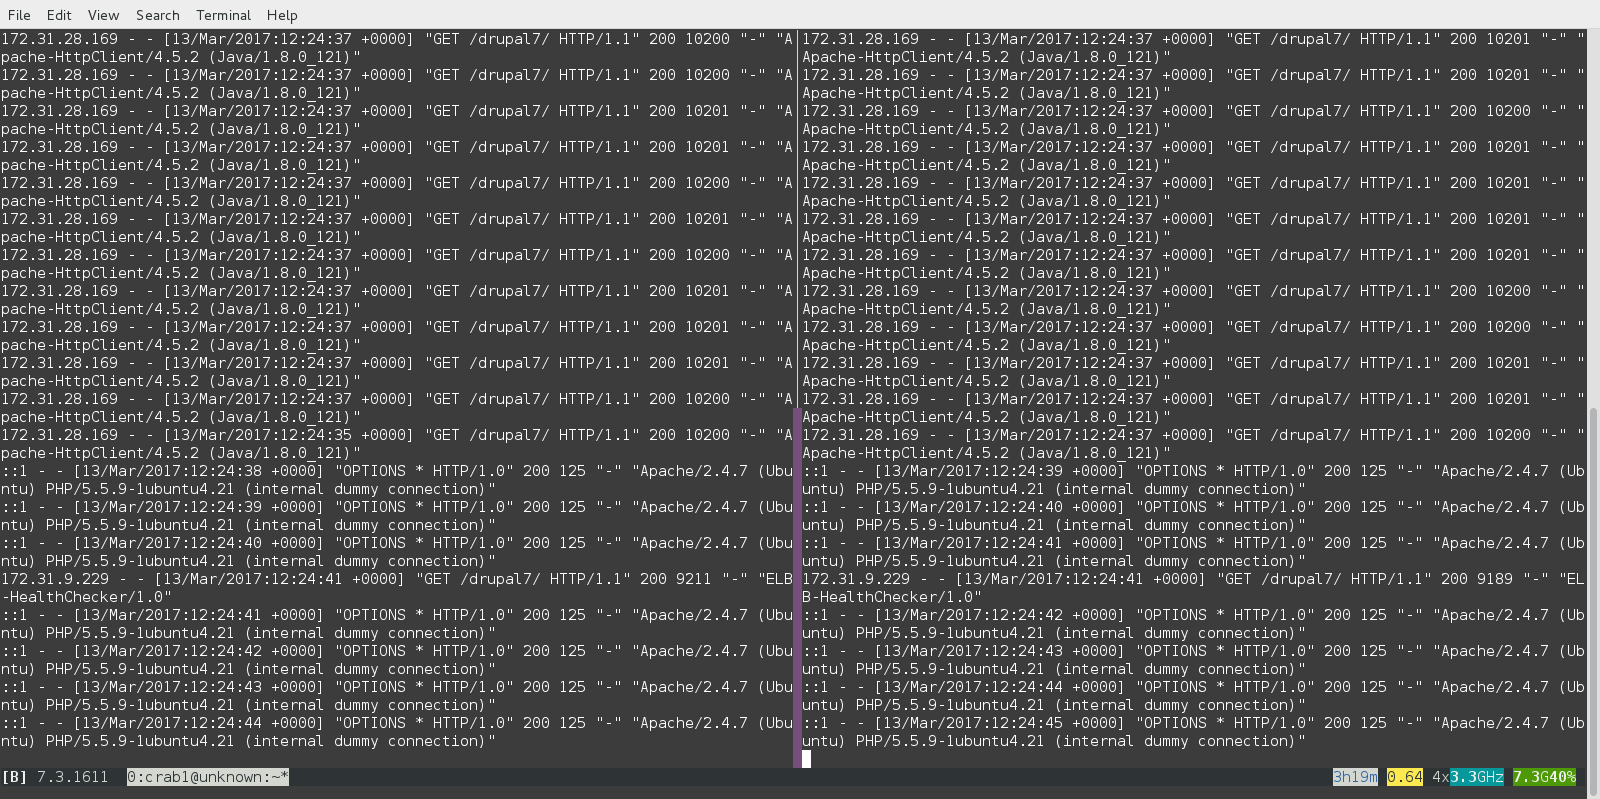 File Edit View Search Terminal Help
172.31.28.169 - - [13/Mar/2017:12:24:37 +0000] "GET /drupal7/ HTTP/1.1" 200 10200 "-" "A
pache-HttpClient/4.5.2 (Java/1.8.0_121)"
172.31.28.169 - - [13/Mar/2017:12:24:37 +0000] "GET /drupal7/ HTTP/1.1" 200 10200 "-" "A
pache-HttpClient/4.5.2 (Java/1.8.0_121)"
172.31.28.169 - - [13/Mar/2017:12:24:37 +0000] "GET /drupal7/ HTTP/1.1" 200 10201 "-" "A
pache-HttpClient/4.5.2 (Java/1.8.0_121)"
172.31.28.169 - - [13/Mar/2017:12:24:37 +0000] "GET /drupal7/ HTTP/1.1" 200 10201 "-" "A
pache-HttpClient/4.5.2 (Java/1.8.0_121)"
172.31.28.169 - - [13/Mar/2017:12:24:37 +0000] "GET /drupal7/ HTTP/1.1" 200 10200 "-" "A
pache-HttpClient/4.5.2 (Java/1.8.0_121)"
172.31.28.169 - - [13/Mar/2017:12:24:37 +0000] "GET /drupal7/ HTTP/1.1" 200 10201 "-" "A
pache-HttpClient/4.5.2 (Java/1.8.0_121)"
172.31.28.169 - - [13/Mar/2017:12:24:37 +0000] "GET /drupal7/ HTTP/1.1" 200 10200 "-" "A
pache-HttpClient/4.5.2 (Java/1.8.0_121)"
172.31.28.169 - - [13/Mar/2017:12:24:37 +0000] "GET /drupal7/ HTTP/1.1" 200 10201 "-" "A
pache-HttpClient/4.5.2 (Java/1.8.0_121)"
172.31.28.169 - - [13/Mar/2017:12:24:37 +0000] "GET /drupal7/ HTTP/1.1" 200 10201 "-" "A
pache-HttpClient/4.5.2 (Java/1.8.0_121)"
172.31.28.169 - - [13/Mar/2017:12:24:37 +0000] "GET /drupal7/ HTTP/1.1" 200 10201 "-" "A
pache-HttpClient/4.5.2 (Java/1.8.0_121)"
172.31.28.169 - - [13/Mar/2017:12:24:37 +0000] "GET /drupal7/ HTTP/1.1" 200 10200 "-" "A
pache-HttpClient/4.5.2 (Java/1.8.0_121)"
172.31.28.169 - - [13/Mar/2017:12:24:35 +0000] "GET /drupal7/ HTTP/1.1" 200 10200 "-" "A
pache-HttpClient/4.5.2 (Java/1.8.0_121)"
::1 - - [13/Mar/2017:12:24:38 +0000] "OPTIONS * HTTP/1.0" 200 125 "-" "Apache/2.4.7 (Ubu
ntu) PHP/5.5.9-1ubuntu4.21 (internal dummy connection)"
::1 - - [13/Mar/2017:12:24:39 +0000] "OPTIONS * HTTP/1.0" 200 125 "-" "Apache/2.4.7 (Ubu
ntu) PHP/5.5.9-1ubuntu4.21 (internal dummy connection)"
::1 - - [13/Mar/2017:12:24:40 +0000] "OPTIONS * HTTP/1.0" 200 125 "-" "Apache/2.4.7 (Ubu
ntu) PHP/5.5.9-1ubuntu4.21 (internal dummy connection)"
172.31.9.229 - - [13/Mar/2017:12:24:41 +0000] "GET /drupal7/ HTTP/1.1" 200 9211 "-" "ELB
-HealthChecker/1.0"
::1 - - [13/Mar/2017:12:24:41 +0000] "OPTIONS * HTTP/1.0" 200 125 "-" "Apache/2.4.7 (Ubu
ntu) PHP/5.5.9-1ubuntu4.21 (internal dummy connection)"
::1 - - [13/Mar/2017:12:24:42 +0000] "OPTIONS * HTTP/1.0" 200 125 "-" "Apache/2.4.7 (Ubu
ntu) PHP/5.5.9-1ubuntu4.21 (internal dummy connection)"
::1 - - [13/Mar/2017:12:24:43 +0000] "OPTIONS * HTTP/1.0" 200 125 "-" "Apache/2.4.7 (Ubu
ntu) PHP/5.5.9-1ubuntu4.21 (internal dummy connection)"
::1 - - [13/Mar/2017:12:24:44 +0000] "OPTIONS * HTTP/1.0" 200 125 "-" "Apache/2.4.7 (Ubu
ntu) PHP/5.5.9-1ubuntu4.21 (internal dummy connection)"
172.31.28.169 - - [13/Mar/2017:12:24:37 +0000] "GET /drupal7/ HTTP/1.1" 200 10201 "-" "
Apache-HttpClient/4.5.2 (Java/1.8.0_121)"
172.31.28.169 - - [13/Mar/2017:12:24:37 +0000] "GET /drupal7/ HTTP/1.1" 200 10201 "-" "
Apache-HttpClient/4.5.2 (Java/1.8.0_121)"
172.31.28.169 - - [13/Mar/2017:12:24:37 +0000] "GET /drupal7/ HTTP/1.1" 200 10200 "-" "
Apache-HttpClient/4.5.2 (Java/1.8.0_121)"
172.31.28.169 - - [13/Mar/2017:12:24:37 +0000] "GET /drupal7/ HTTP/1.1" 200 10201 "-" "
Apache-HttpClient/4.5.2 (Java/1.8.0_121)"
172.31.28.169 - - [13/Mar/2017:12:24:37 +0000] "GET /drupal7/ HTTP/1.1" 200 10201 "-" "
Apache-HttpClient/4.5.2 (Java/1.8.0_121)"
172.31.28.169 - - [13/Mar/2017:12:24:37 +0000] "GET /drupal7/ HTTP/1.1" 200 10201 "-" "
Apache-HttpClient/4.5.2 (Java/1.8.0_121)"
172.31.28.169 - - [13/Mar/2017:12:24:37 +0000] "GET /drupal7/ HTTP/1.1" 200 10201 "-" "
Apache-HttpClient/4.5.2 (Java/1.8.0_121)"
172.31.28.169 - - [13/Mar/2017:12:24:37 +0000] "GET /drupal7/ HTTP/1.1" 200 10200 "-" "
Apache-HttpClient/4.5.2 (Java/1.8.0_121)"
172.31.28.169 - - [13/Mar/2017:12:24:37 +0000] "GET /drupal7/ HTTP/1.1" 200 10200 "-" "
Apache-HttpClient/4.5.2 (Java/1.8.0_121)"
172.31.28.169 - - [13/Mar/2017:12:24:37 +0000] "GET /drupal7/ HTTP/1.1" 200 10201 "-" "
Apache-HttpClient/4.5.2 (Java/1.8.0_121)"
172.31.28.169 - - [13/Mar/2017:12:24:37 +0000] "GET /drupal7/ HTTP/1.1" 200 10201 "-" "
Apache-HttpClient/4.5.2 (Java/1.8.0_121)"
172.31.28.169 - - [13/Mar/2017:12:24:37 +0000] "GET /drupal7/ HTTP/1.1" 200 10200 "-" "
Apache-HttpClient/4.5.2 (Java/1.8.0_121)"
::1 - - [13/Mar/2017:12:24:39 +0000] "OPTIONS * HTTP/1.0" 200 125 "-" "Apache/2.4.7 (Ub
untu) PHP/5.5.9-1ubuntu4.21 (internal dummy connection)"
::1 - - [13/Mar/2017:12:24:40 +0000] "OPTIONS * HTTP/1.0" 200 125 "-" "Apache/2.4.7 (Ub
untu) PHP/5.5.9-1ubuntu4.21 (internal dummy connection)"
::1 - - [13/Mar/2017:12:24:41 +0000] "OPTIONS * HTTP/1.0" 200 125 "-" "Apache/2.4.7 (Ub
untu) PHP/5.5.9-1ubuntu4.21 (internal dummy connection)"
172.31.9.229 - - [13/Mar/2017:12:24:41 +0000] "GET /drupal7/ HTTP/1.1" 200 9189 "-" "EL
B-HealthChecker/1.0"
::1 - - [13/Mar/2017:12:24:42 +0000] "OPTIONS * HTTP/1.0" 200 125 "-" "Apache/2.4.7 (Ub
untu) PHP/5.5.9-1ubuntu4.21 (internal dummy connection)"
::1 - - [13/Mar/2017:12:24:43 +0000] "OPTIONS * HTTP/1.0" 200 125 "-" "Apache/2.4.7 (Ub
untu) PHP/5.5.9-1ubuntu4.21 (internal dummy connection)"
::1 - - [13/Mar/2017:12:24:44 +0000] "OPTIONS * HTTP/1.0" 200 125 "-" "Apache/2.4.7 (Ub
untu) PHP/5.5.9-1ubuntu4.21 (internal dummy connection)"
::1 - - [13/Mar/2017:12:24:45 +0000] "OPTIONS * HTTP/1.0" 200 125 "-" "Apache/2.4.7 (Ub
untu) PHP/5.5.9-1ubuntu4.21 (internal dummy connection)"
[B] 7.3.1611 0:crab1@unknown:~* 3h19m 0.64 4x3.3GHz 7.3G40%